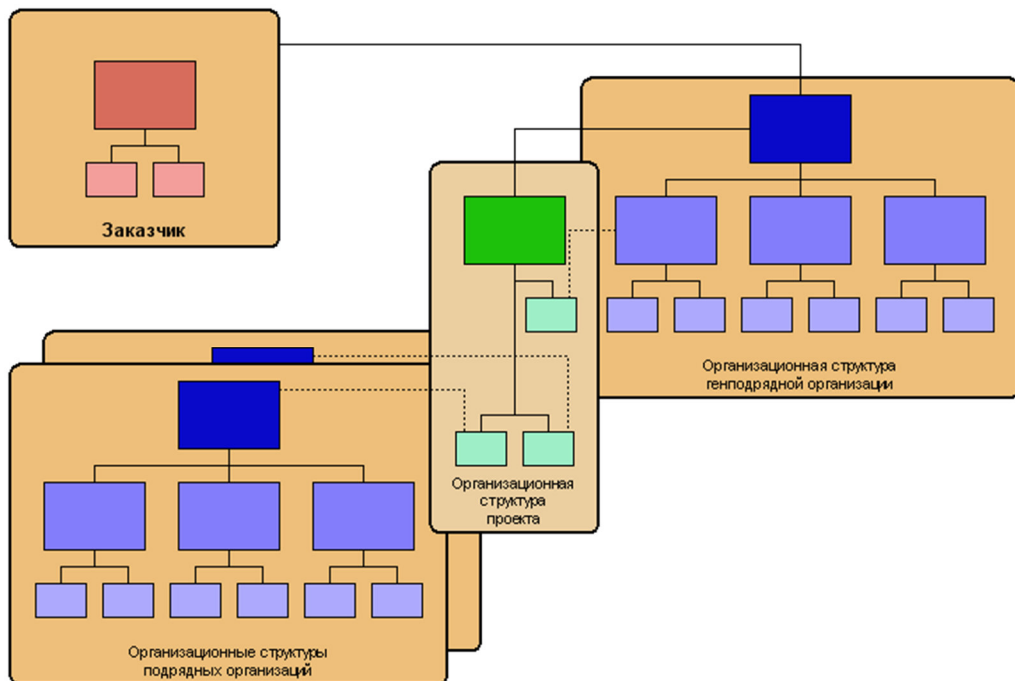 Заказчик
Организационная структура
генподрядной организации
Организационная
структура
проекта
Организационные структуры
подрядных организаций